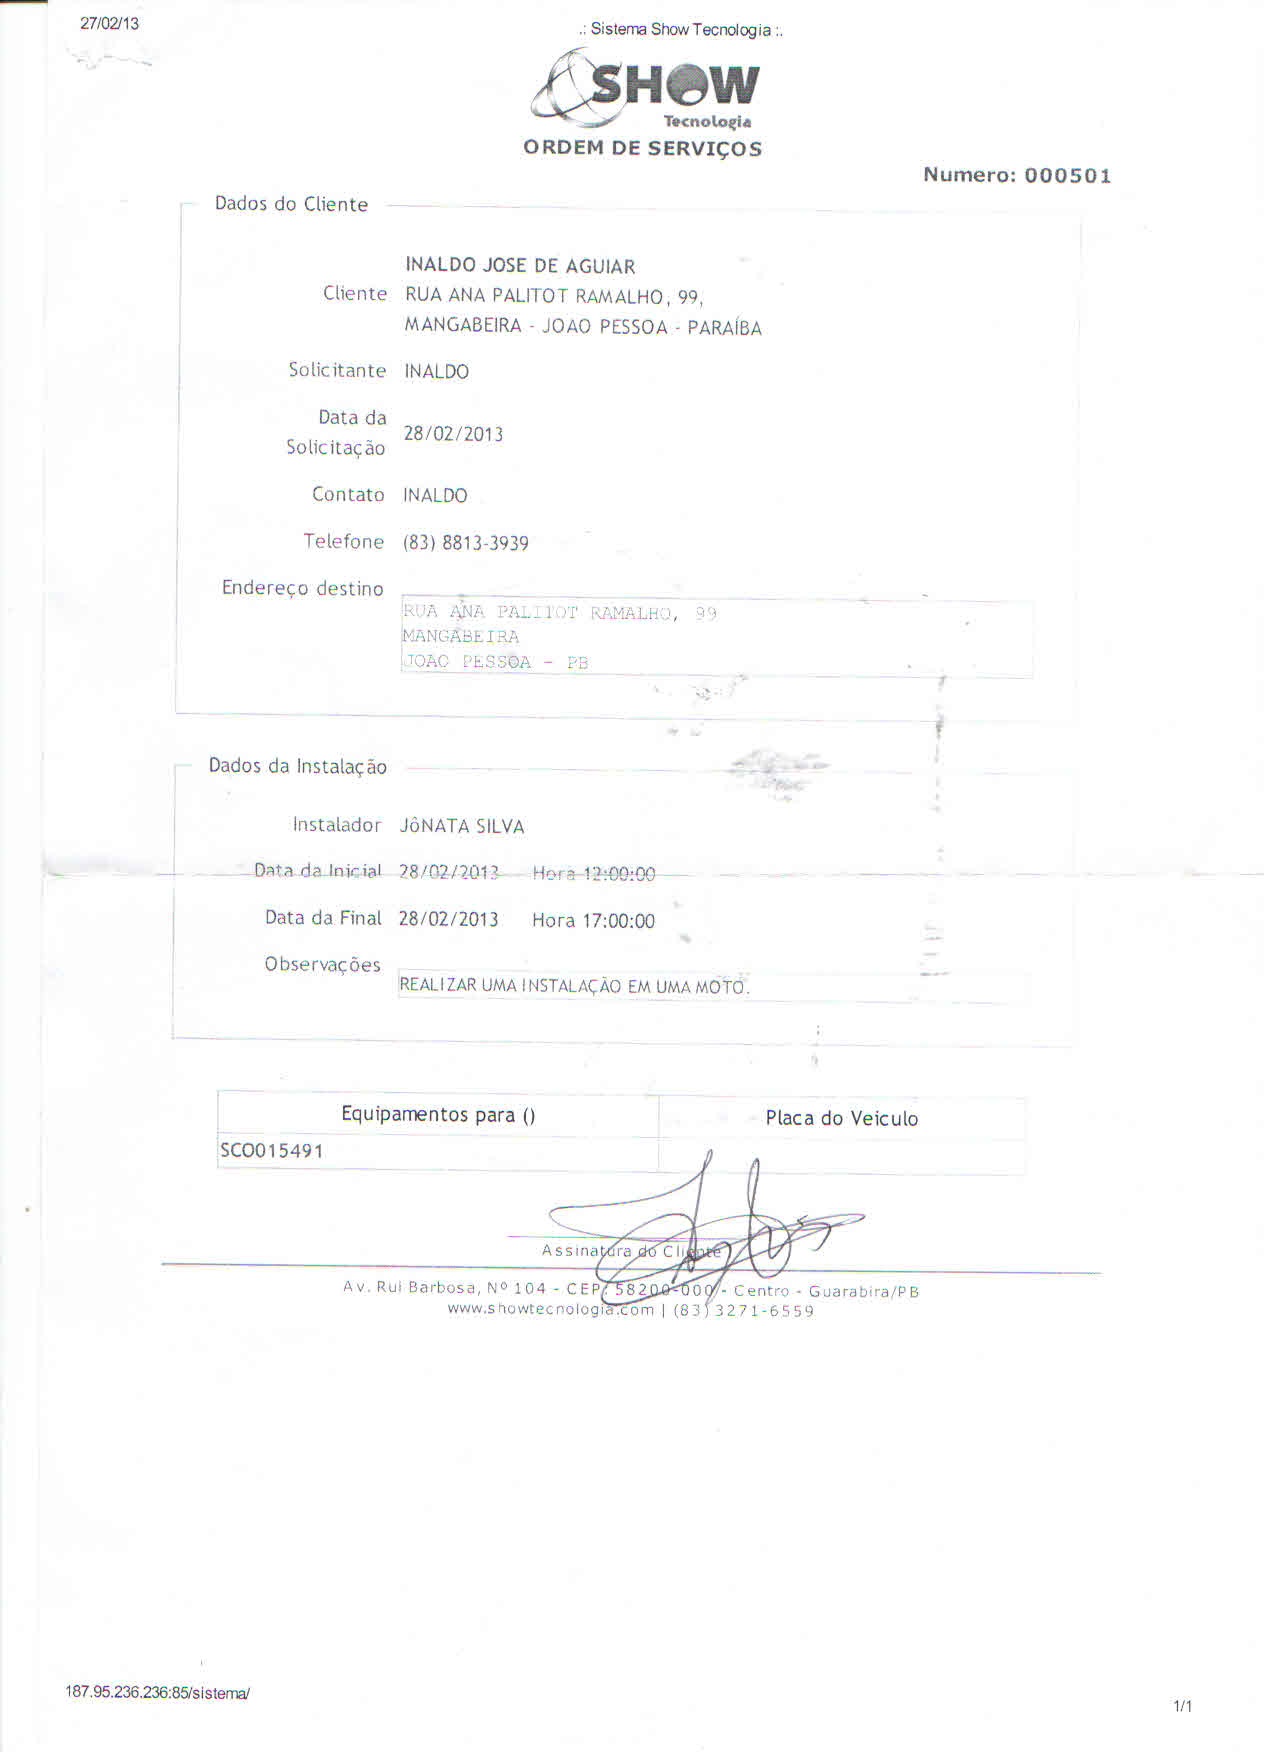 27/02/13
.: Sistema Show Tecnologia :.
SHOW
Tecnologia
ORDEM DE SERVIÇOS
Numero: 000501
Dados do Cliente
INALDO JOSE DE AGUIAR
Cliente RUA ANA PALITOT RAMALHO, 99,
MANGABEIRA - JOAO PESSOA - PARAÍBA
Solicitante INALDO
Data da
Solicitação 28/02/2013
Contato INALDO
Telefone (83) 8813-3939
Endereço destino
RUA ANA PALITOT RAMALHO, 99
MANGABEIRA
JOAO PESSOA - PB
Dados da Instalação
Instalador JôNATA SILVA
Data da Inicial 28/02/2013 Hora 12:00:00
Data da Final 28/02/2013 Hora 17:00:00
Observações
REALIZAR UMA INSTALAÇÃO EM UMA MOTO.
Equipamentos para () Placa do Veiculo
SCO015491
Assinatura do Cliente
Av. Rui Barbosa, Nº 104 - CEP: 58200-000 - Centro - Guarabira/PB
www.showtecnologia.com | (83) 3271-6559
187.95.236.236:85/sistema/
1/1